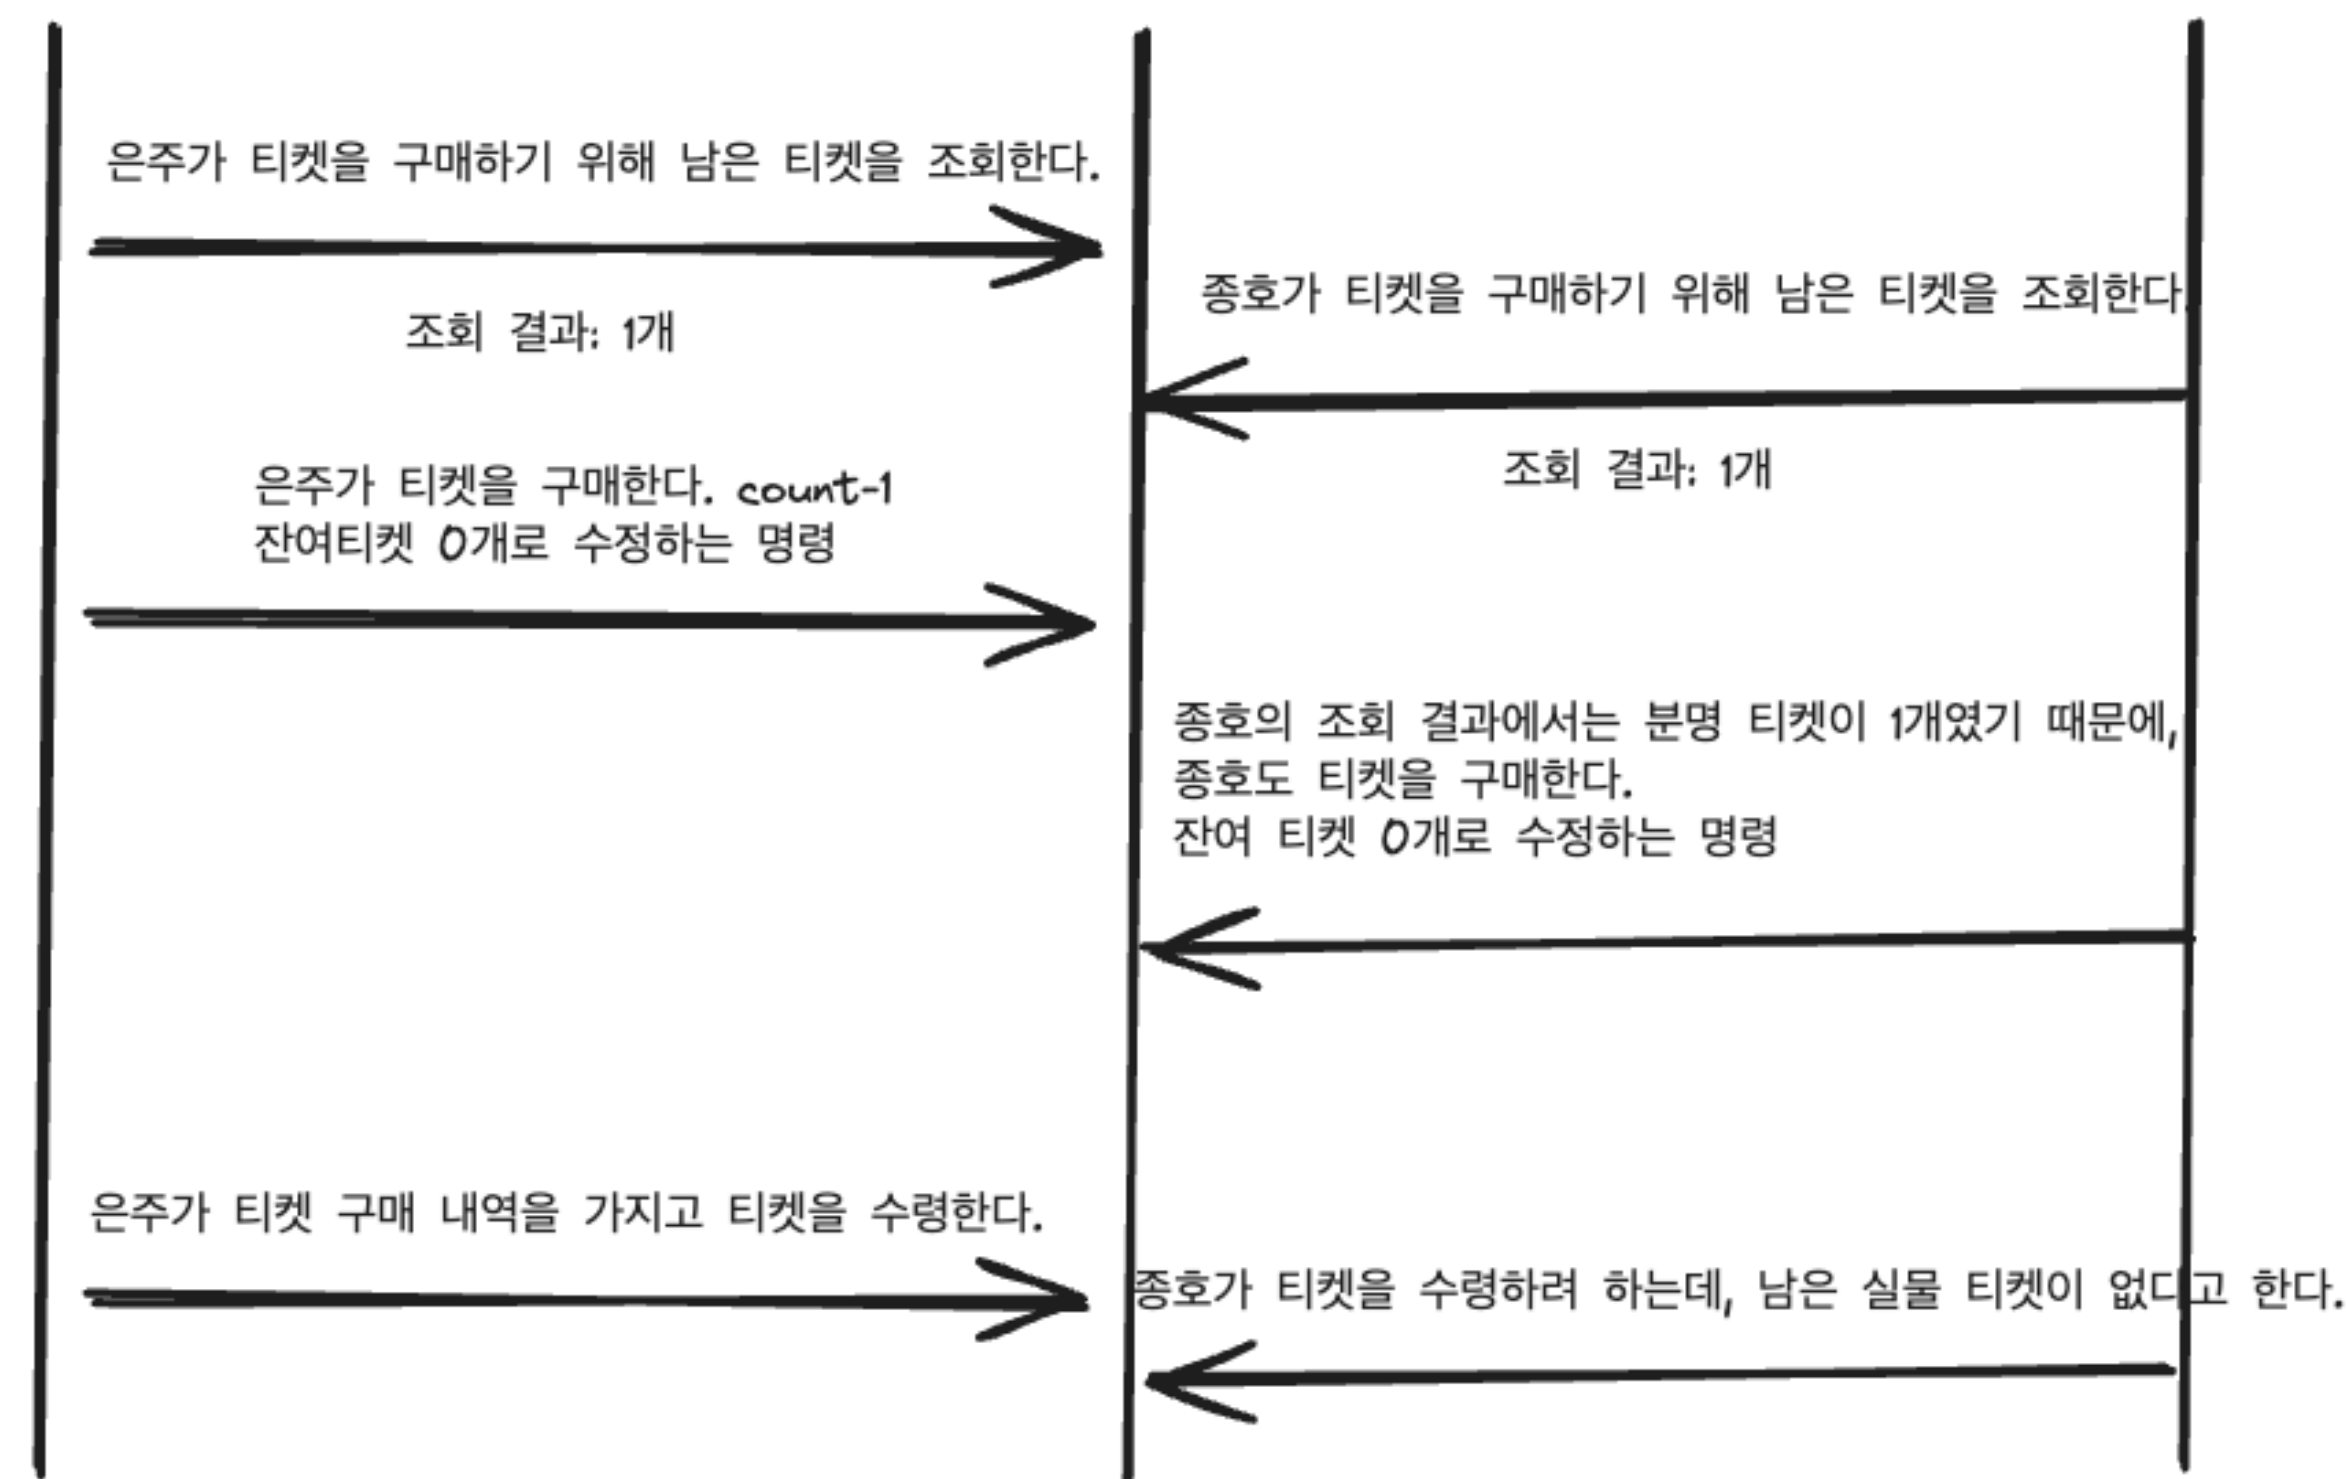 은주가 티켓을 구매하기 위해 남은 티켓을 조회한다.
종호가 티켓을 구매하기 위해 남은 티켓을 조회한다.
조회 결과: 1개
조회 결과: 1개
은주가 티켓을 구매한다. count-1
잔여티켓 0개로 수정하는 명령
종호의 조회 결과에서는 분명 티켓이 1개였기 때문에,
종호도 티켓을 구매한다.
잔여 티켓 0개로 수정하는 명령
은주가 티켓 구매 내역을 가지고 티켓을 수령한다.
종호가 티켓을 수령하려 하는데, 남은 실물 티켓이 없다고 한다.